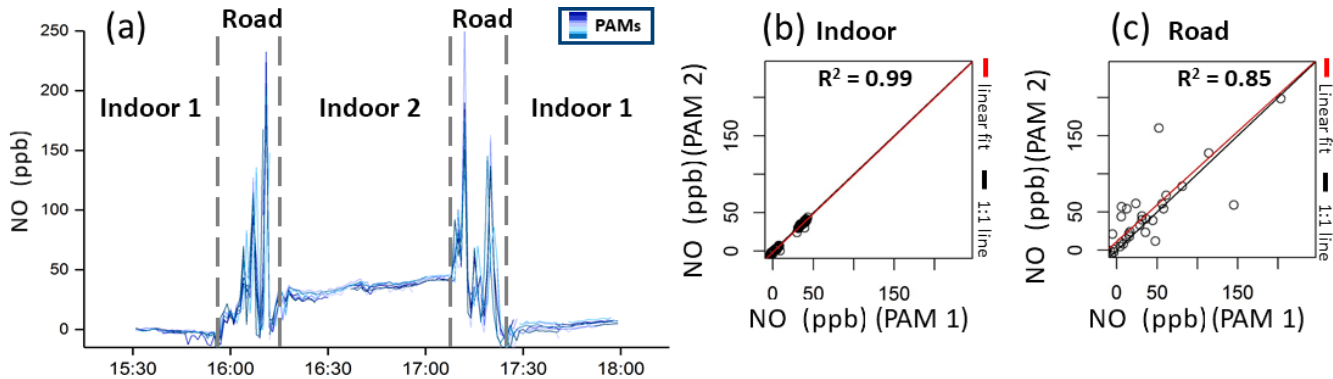 (a)
Road
Road
PAMs
Indoor 1
Indoor 2
Indoor 1
NO (ppb)
250
200
150
100
50
0
15:30 16:00 16:30 17:00 17:30 18:00
(b) Indoor
R² = 0.99
NO (ppb) (PAM 2)
150
50
0
0 50 150
NO (ppb) (PAM 1)
linear fit
1:1 line
(c) Road
R² = 0.85
NO (ppb) (PAM 2)
150
50
0
0 50 150
NO (ppb) (PAM 1)
Linear fit
1:1 line